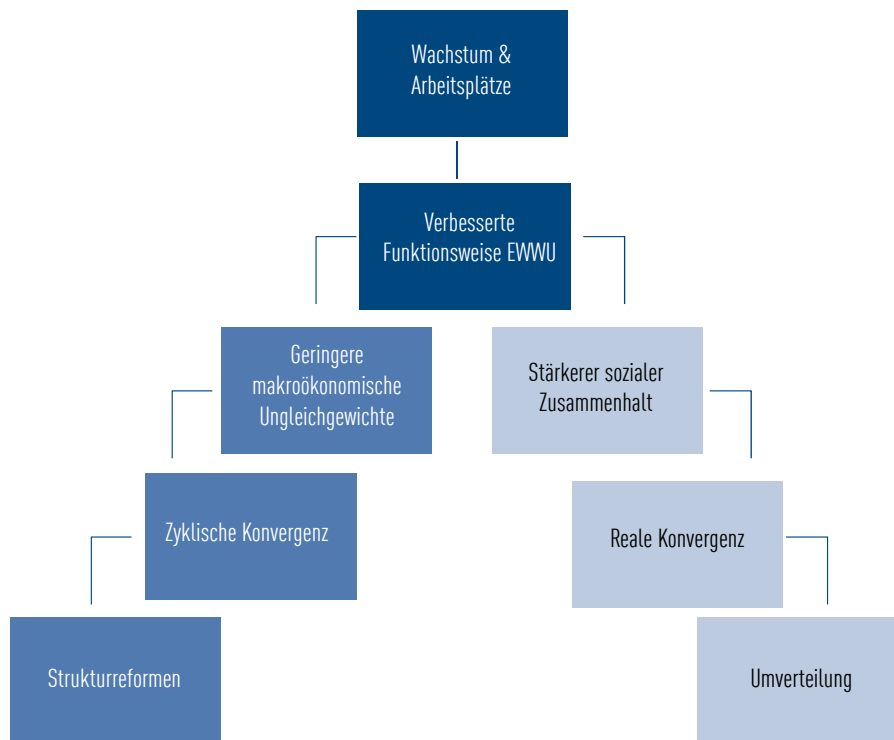 Wachstum &
Arbeitsplätze
Verbesserte
Funktionsweise EWWU
Geringere
makroökonomische
Ungleichgewichte
Stärkerer sozialer
Zusammenhalt
Zyklische Konvergenz
Reale Konvergenz
Strukturreformen
Umverteilung